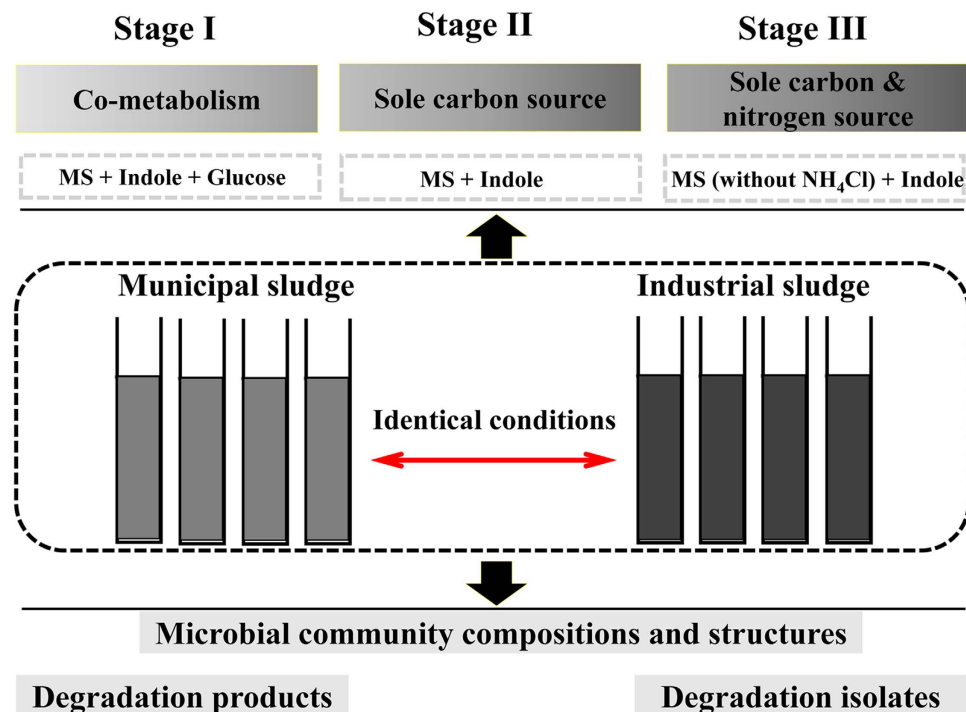 Stage I
Stage II
Stage III
Co-metabolism
Sole carbon source
Sole carbon &
nitrogen source
MS + Indole + Glucose
MS + Indole
MS (without NH₄Cl) + Indole
Municipal sludge
Industrial sludge
Identical conditions
Microbial community compositions and structures
Degradation products
Degradation isolates